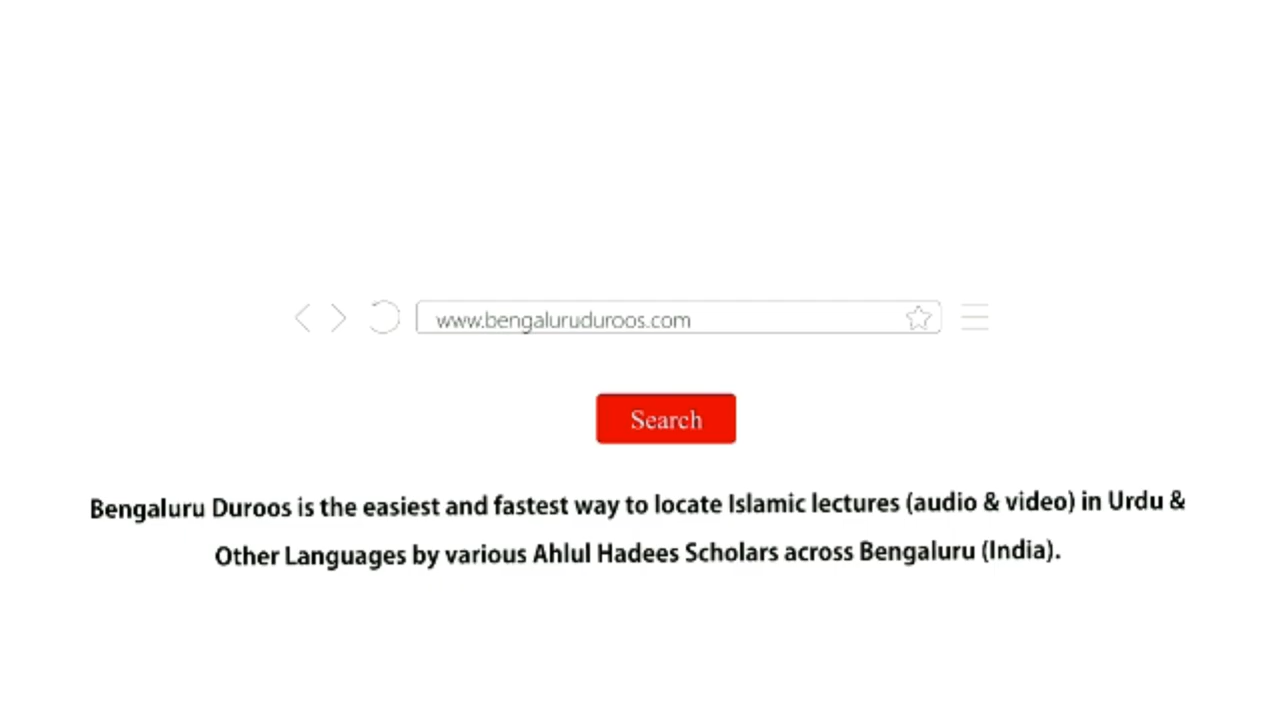 www.bengaluruduroos.com
Search
Bengaluru Duroos is the easiest and fastest way to locate Islamic lectures (audio & video) in Urdu &
Other Languages by various Ahlul Hadees Scholars across Bengaluru (India).